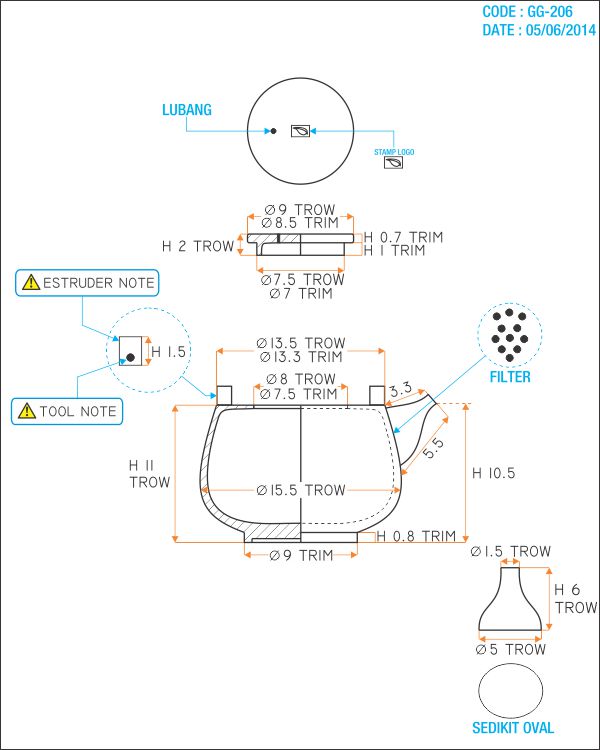 CODE : GG-206
DATE : 05/06/2014
LUBANG
STAMP LOGO
Ø9 TROW
Ø8.5 TRIM
H 2 TROW
H 0.7 TRIM
H 1 TRIM
Ø7.5 TROW
Ø7 TRIM
ESTRUDER NOTE
H 1.5
TOOL NOTE
Ø13.5 TROW
Ø13.3 TRIM
Ø8 TROW
Ø7.5 TRIM
3.3
FILTER
5.5
H 11
TROW
H 10.5
Ø15.5 TROW
H 0.8 TRIM
Ø9 TRIM
Ø1.5 TROW
H 6
TROW
Ø5 TROW
SEDIKIT OVAL